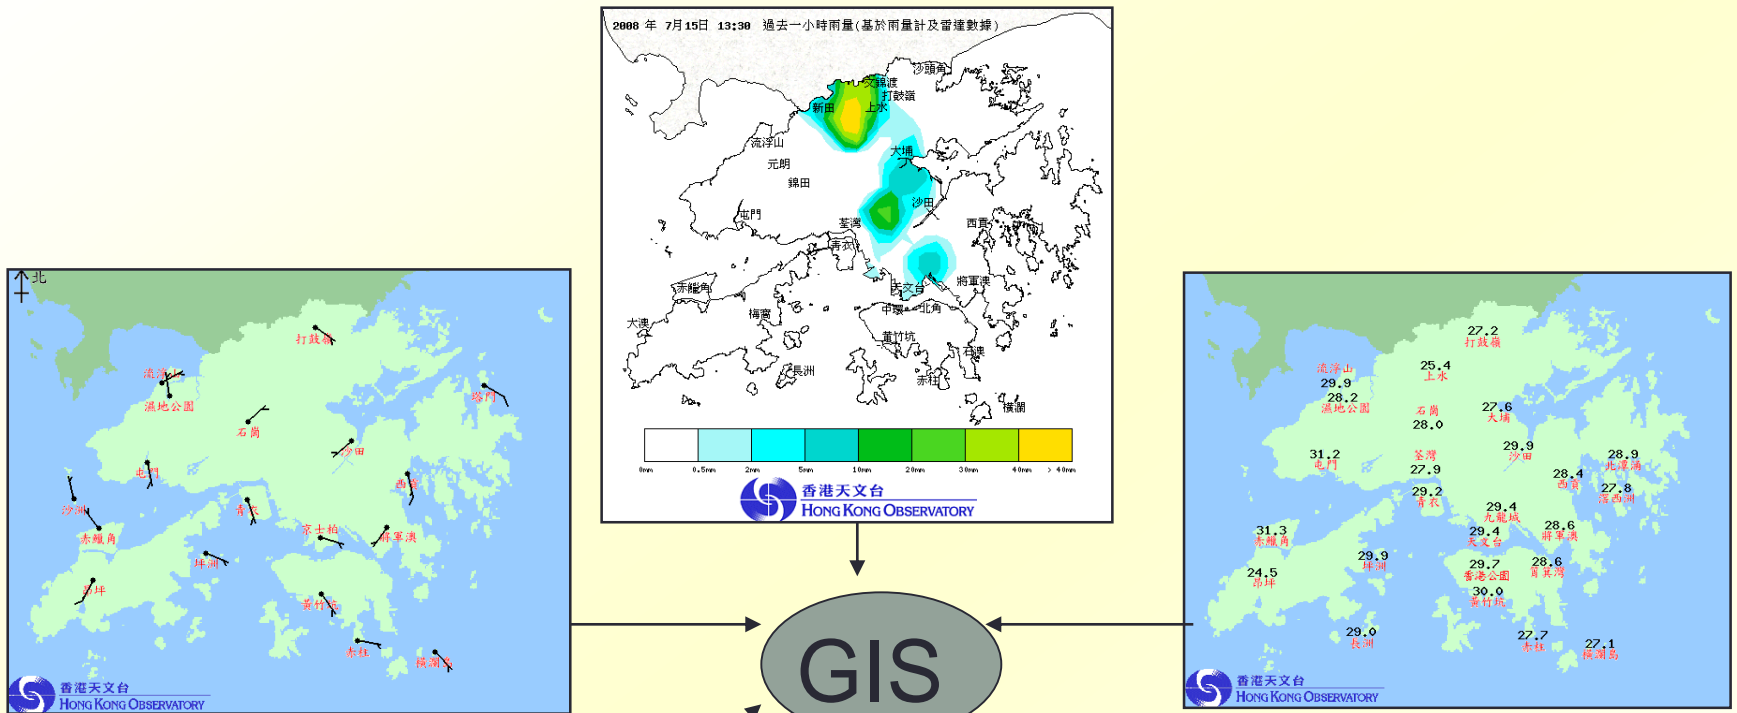 2008 年 7月15日 13:30 過去一小時雨量(基於雨量計及雷達數據)
沙頭角
文錦渡
打鼓嶺
新田
上水
流浮山
大埔
元朗
錦田
沙田
屯門
荃灣
西貢
青衣
赤鱲角
天文台
將軍澳
中環
北角
梅窩
大澳
黃竹坑
石澳
長洲
赤柱
橫瀾
0mm 0.5mm 2mm 5mm 10mm 20mm 30mm 40mm > 40mm
香港天文台
HONG KONG OBSERVATORY
北
打鼓嶺
流浮山
濕地公園
塔門
石崗
沙田
屯門
西貢
沙洲
青衣
赤鱲角
京士柏
將軍澳
坪洲
昂坪
黃竹坑
赤柱
橫瀾島
香港天文台
HONG KONG OBSERVATORY
27.2
打鼓嶺
25.4
上水
流浮山
29.9
28.2
濕地公園
石崗
28.0
27.6
大埔
29.9
沙田
31.2
屯門
荃灣
27.9
28.9
北潭涌
28.4
西貢
27.8
滘西洲
29.2
青衣
29.4
九龍城
29.4
天文台
28.6
將軍澳
31.3
赤鱲角
29.9
坪洲
29.7
香港公園
28.6
筲箕灣
24.5
昂坪
30.0
黃竹坑
29.0
長洲
27.7
赤柱
27.1
橫瀾島
香港天文台
HONG KONG OBSERVATORY
GIS